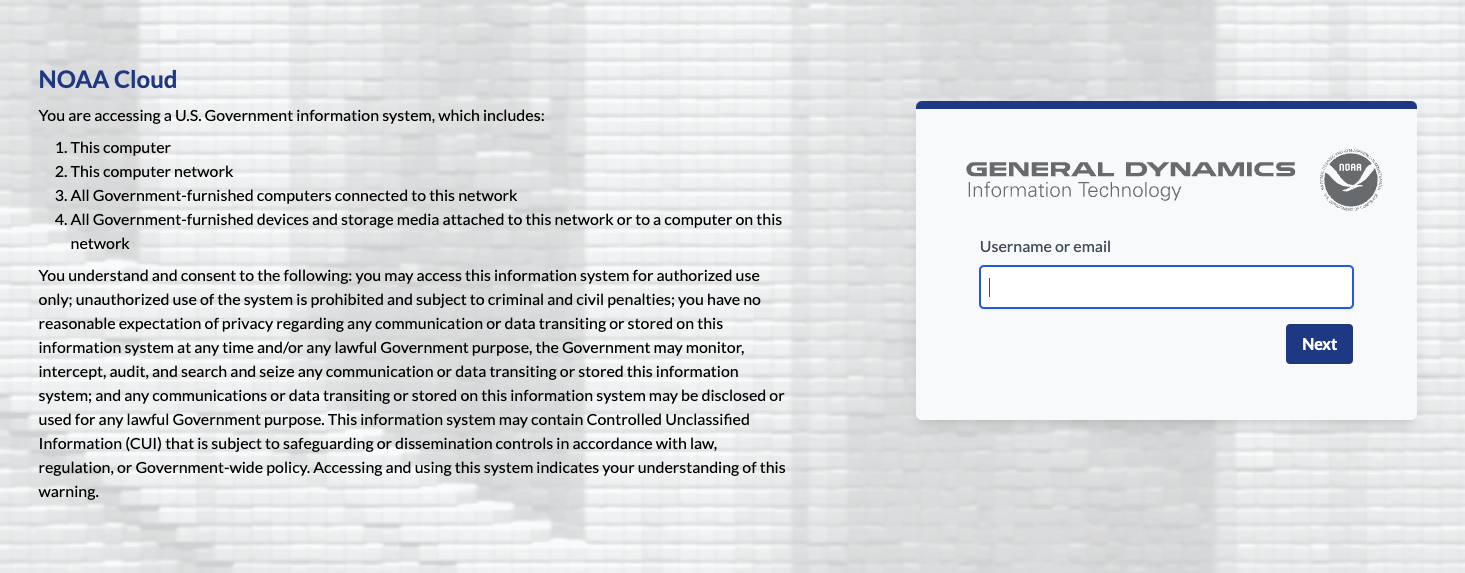 NOAA Cloud
You are accessing a U.S. Government information system, which includes:
1. This computer
2. This computer network
3. All Government-furnished computers connected to this network
4. All Government-furnished devices and storage media attached to this network or to a computer on this
network
You understand and consent to the following: you may access this information system for authorized use
only; unauthorized use of the system is prohibited and subject to criminal and civil penalties; you have no
reasonable expectation of privacy regarding any communication or data transiting or stored on this
information system at any time and/or any lawful Government purpose, the Government may monitor,
intercept, audit, and search and seize any communication or data transiting or stored this information
system; and any communications or data transiting or stored on this information system may be disclosed or
used for any lawful Government purpose. This information system may contain Controlled Unclassified
Information (CUI) that is subject to safeguarding or dissemination controls in accordance with law,
regulation, or Government-wide policy. Accessing and using this system indicates your understanding of this
warning.
GENERAL DYNAMICS
Information Technology
NOAA
Username or email
Next